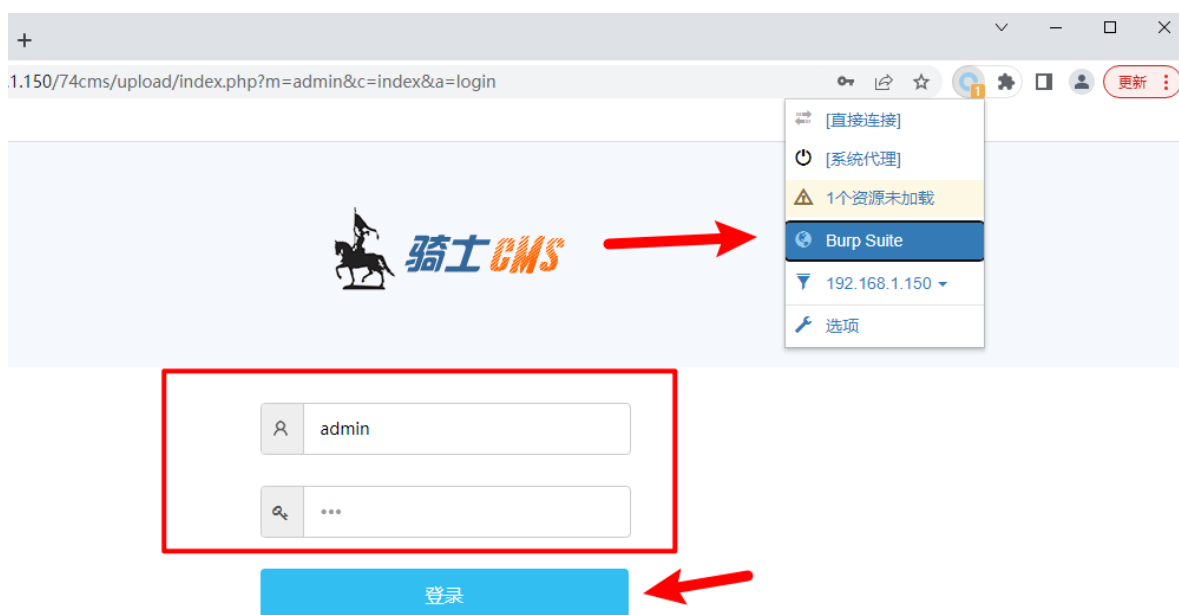 .1.150/74cms/upload/index.php?m=admin&c=index&a=login
更新
1
[直接连接]
[系统代理]
1个资源未加载
Burp Suite
192.168.1.150
选项
骑士CMS
admin
•••
登录